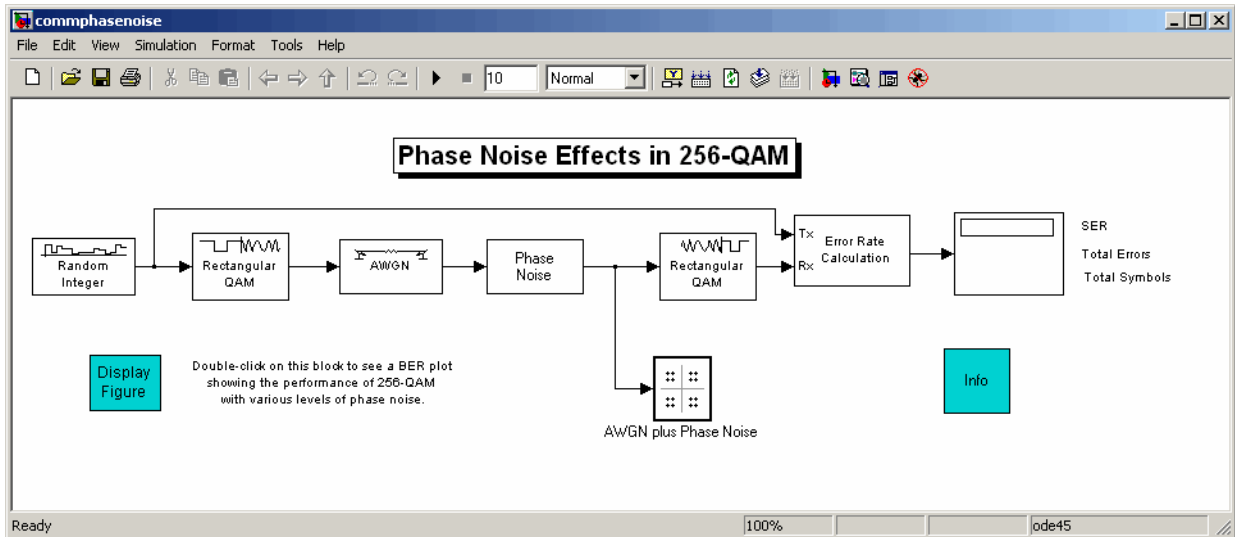 commphasenoise
File Edit View Simulation Format Tools Help
10 Normal
Phase Noise Effects in 256-QAM
Random
Integer
Rectangular
QAM
AWGN
Phase
Noise
Rectangular
QAM
Tx
Rx
Error Rate
Calculation
SER
Total Errors
Total Symbols
Display
Figure
Double-click on this block to see a BER plot
showing the performance of 256-QAM
with various levels of phase noise.
AWGN plus Phase Noise
Info
Ready 100% ode45